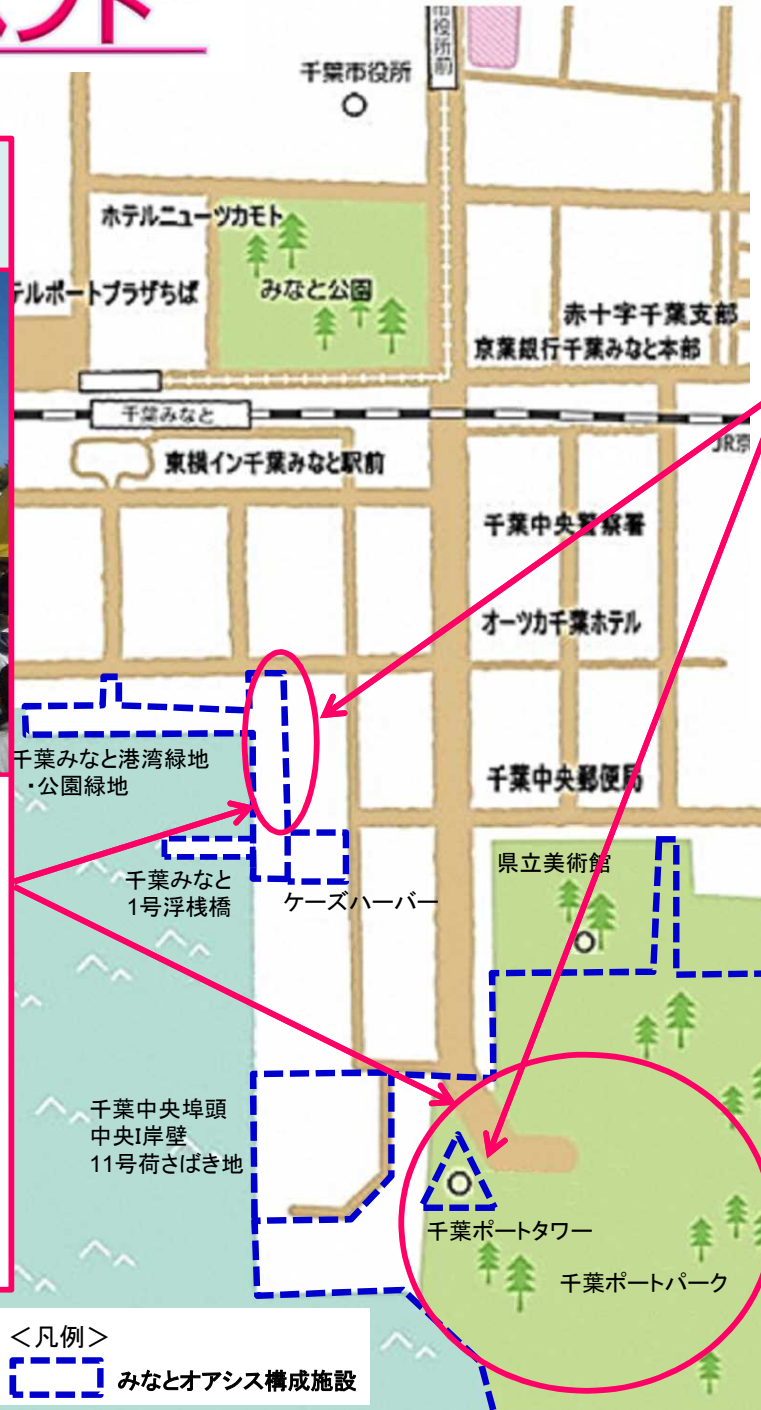 ベント
市役所前
千葉市役所
ホテルニューツカモト
テルポートプラザちば
みなと公園
赤十字千葉支部
京葉銀行千葉みなと本部
千葉みなと
JR京
東横イン千葉みなと駅前
千葉中央警察署
オーツカ千葉ホテル
千葉みなと港湾緑地
・公園緑地
千葉中央郵便局
千葉みなと
1号浮桟橋
ケーズハーバー
県立美術館
千葉中央埠頭
中央I岸壁
11号荷さばき地
千葉ポートタワー
千葉ポートパーク
＜凡例＞
みなとオアシス構成施設